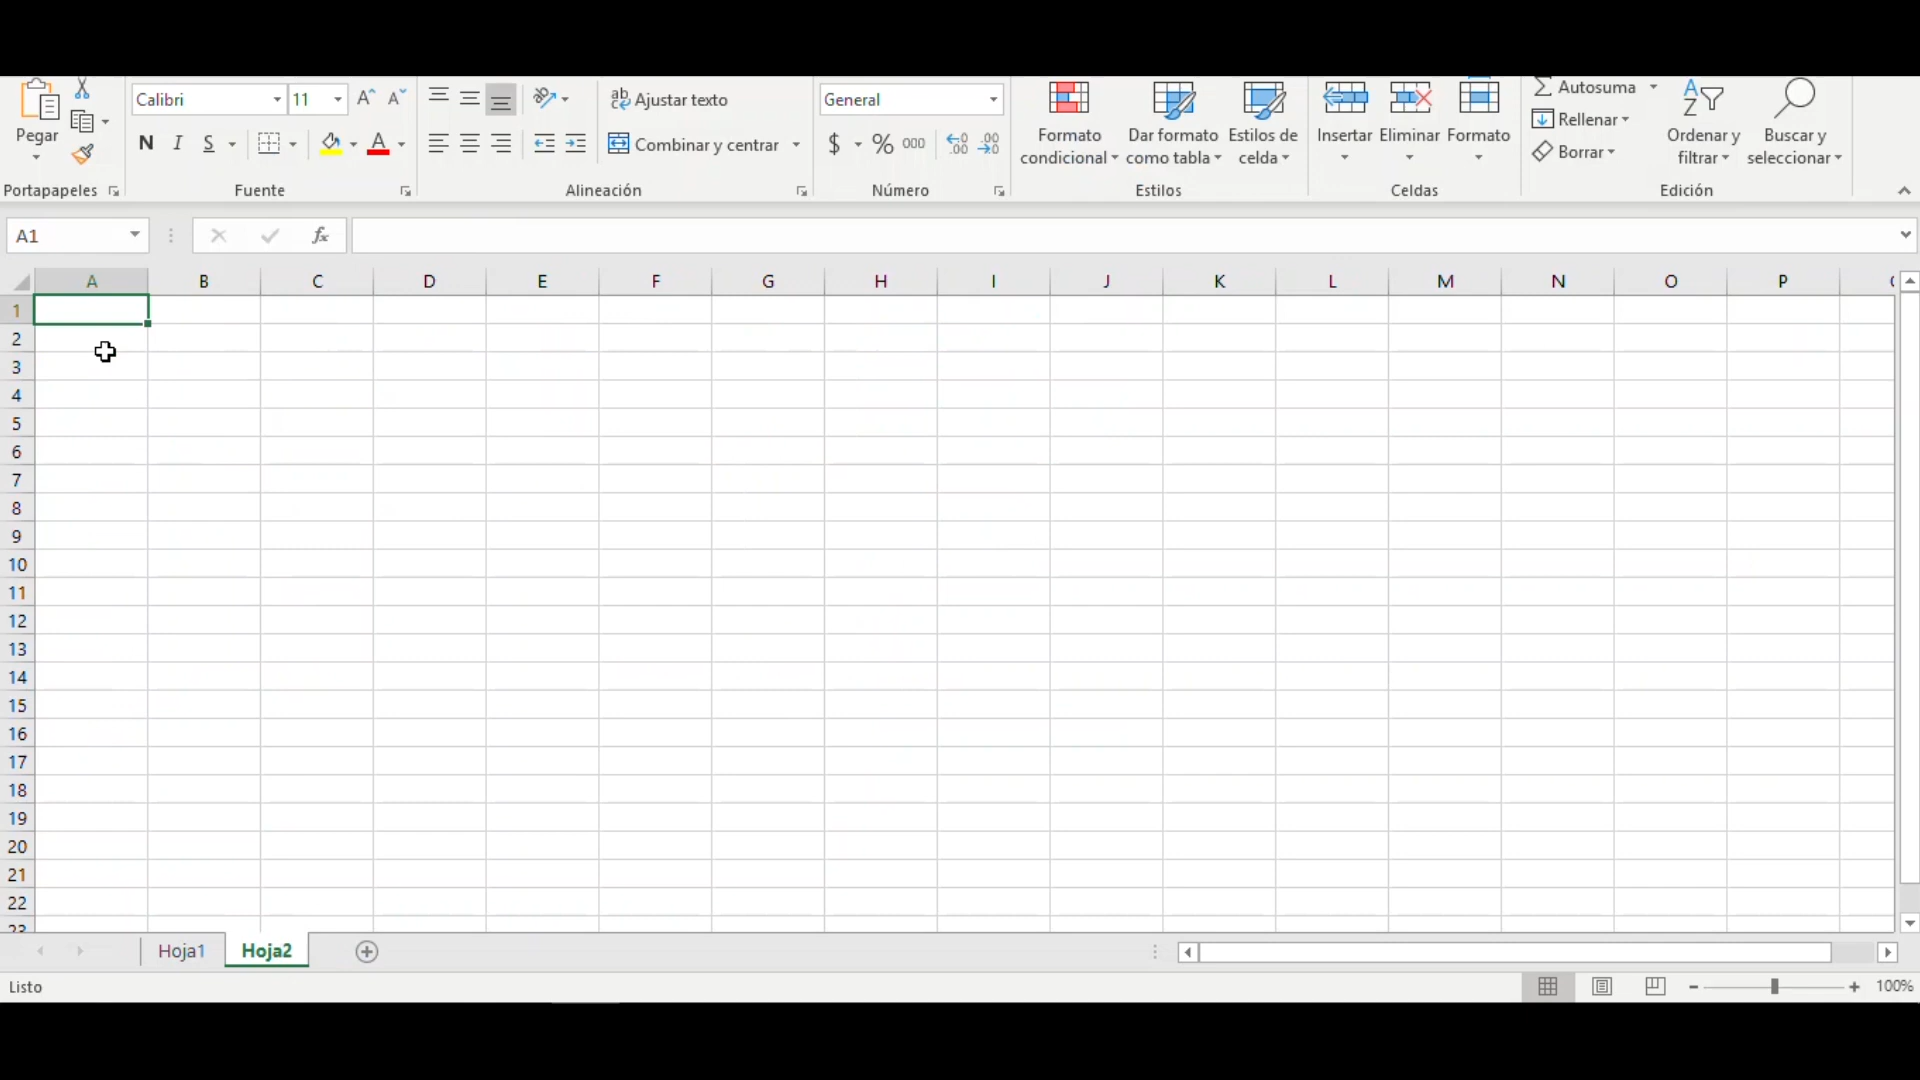 Calibri 11 Ajustar texto General Autosuma
Pegar Formato condicional Dar formato como tabla Estilos de celda Insertar Eliminar Formato Rellenar Ordenar y filtrar Buscar y seleccionar
N I S Combinar y centrar $ % 000 Borrar
Portapapeles Fuente Alineación Número Estilos Celdas Edición
A1 fx
A B C D E F G H I J K L M N O P
1
2
3
4
5
6
7
8
9
10
11
12
13
14
15
16
17
18
19
20
21
22
23
Hoja1 Hoja2
Listo 100%